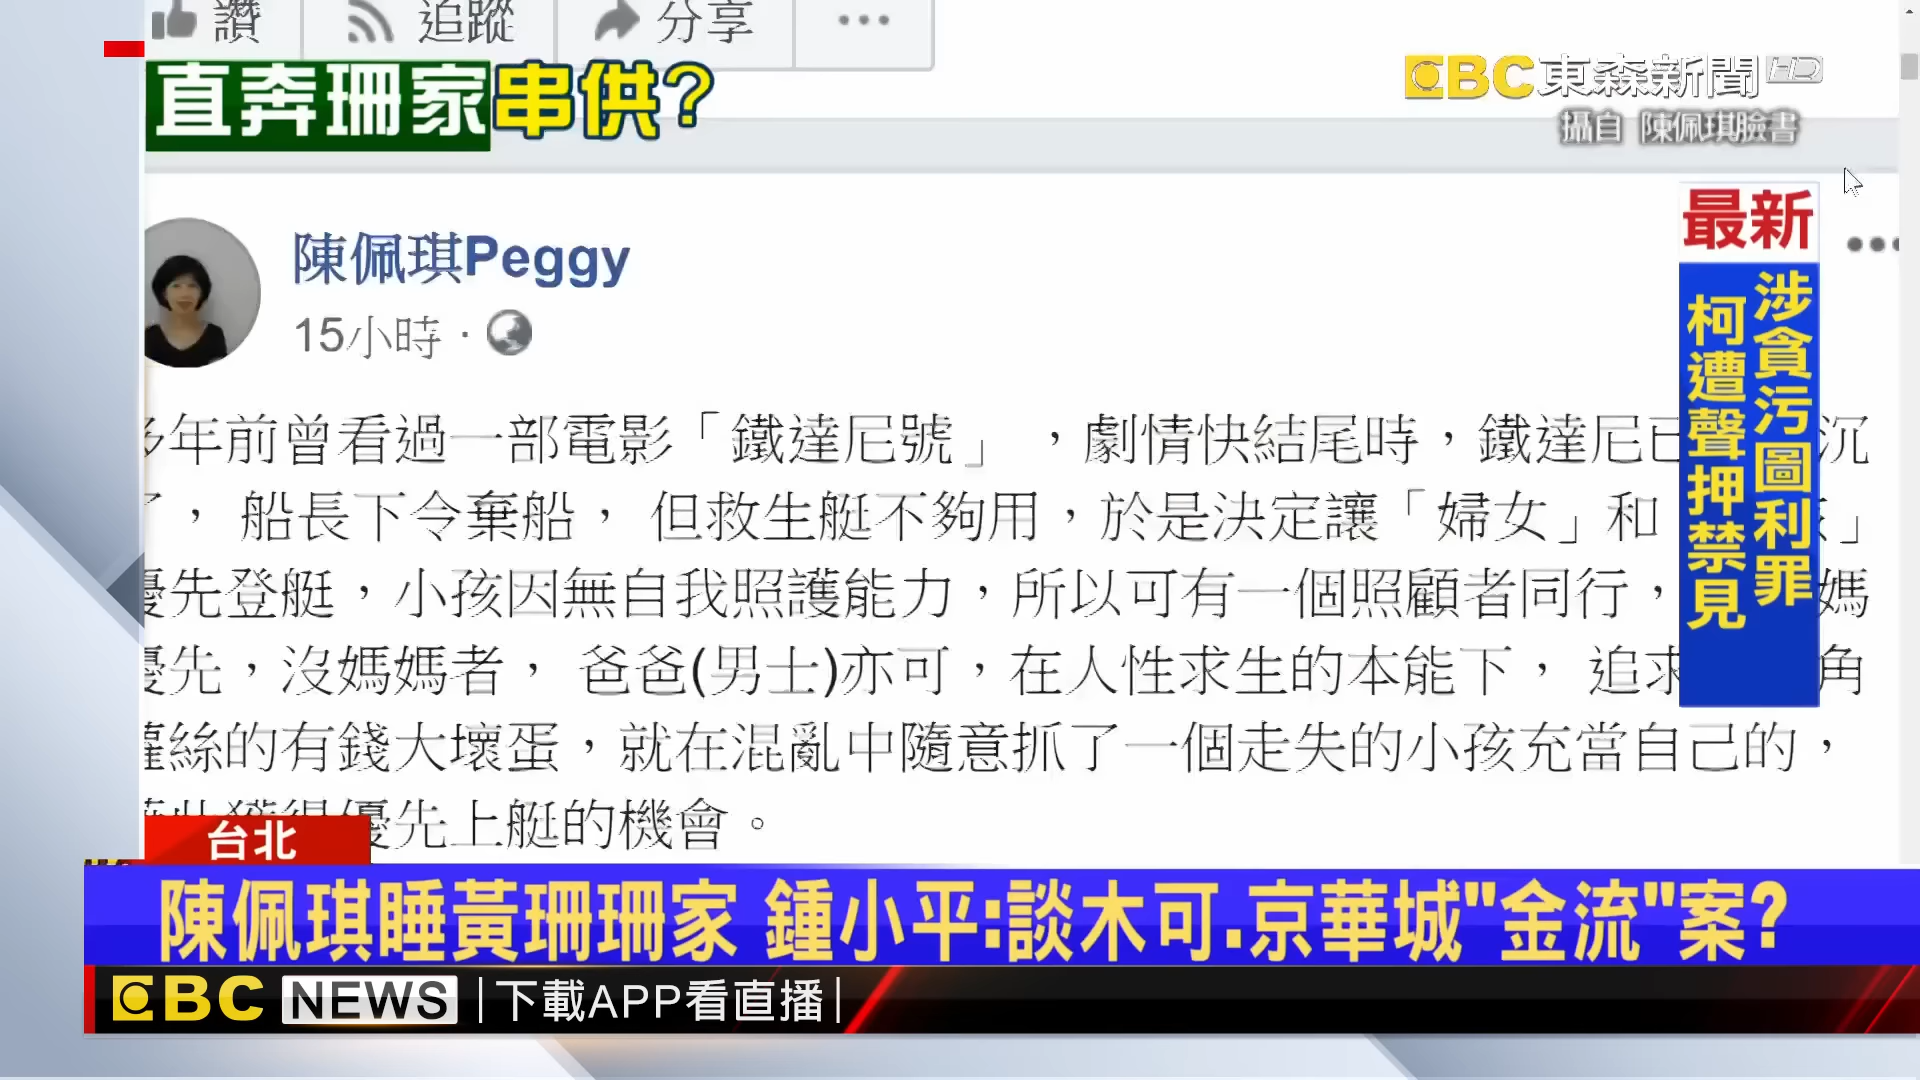 讚 追蹤 分享
直奔珊家串供?
EBC東森新聞HD
攝自 陳佩琪臉書
最新
涉貪污圖利罪
柯遭聲押禁見
陳佩琪Peggy
15小時
多年前曾看過一部電影「鐵達尼號」,劇情快結尾時,鐵達尼已 沉
了, 船長下令棄船, 但救生艇不夠用,於是決定讓「婦女」和 」
優先登艇,小孩因無自我照護能力,所以可有一個照顧者同行, 媽
優先,沒媽媽者, 爸爸(男士)亦可,在人性求生的本能下, 追求 角
蘿絲的有錢大壞蛋,就在混亂中隨意抓了一個走失的小孩充當自己的,
優先上艇的機會。
台北
陳佩琪睡黃珊珊家 鍾小平:談木可.京華城"金流"案?
EBC NEWS |下載APP看直播|